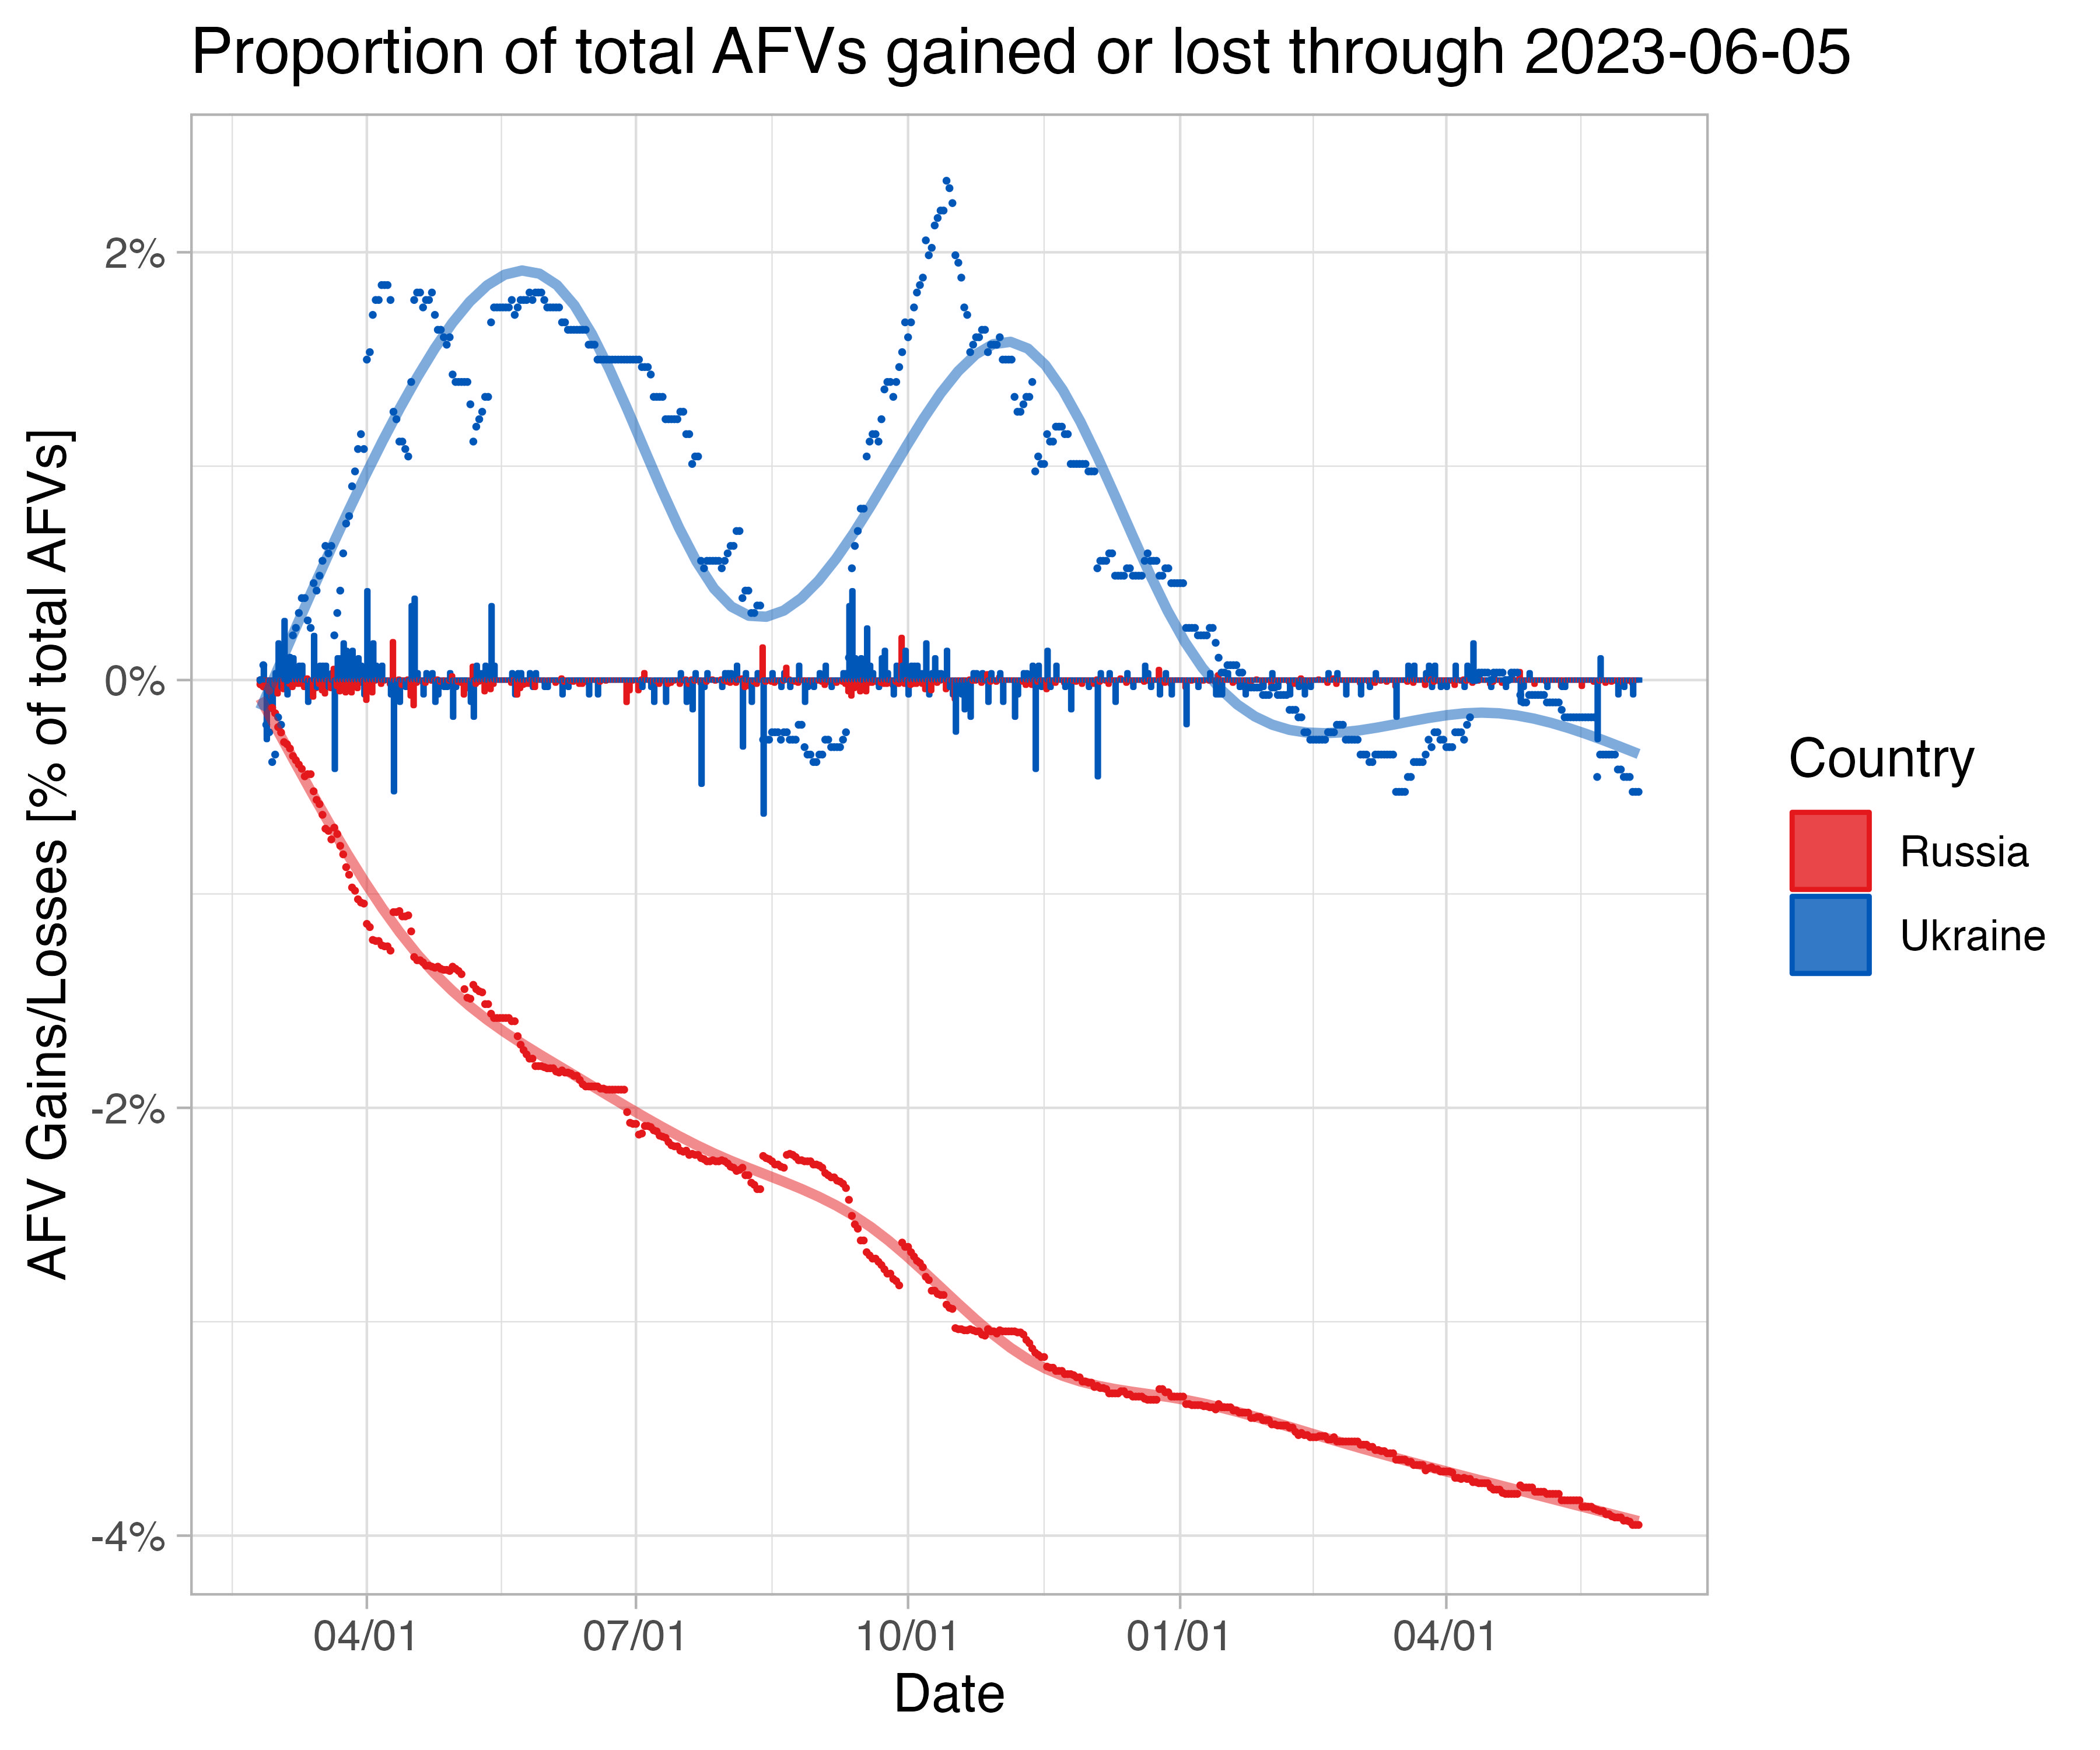 Proportion of total AFVs gained or lost through 2023-06-05
AFV Gains/Losses [% of total AFVs]
2%
0%
-2%
-4%
04/01 07/01 10/01 01/01 04/01
Date
Country
Russia
Ukraine